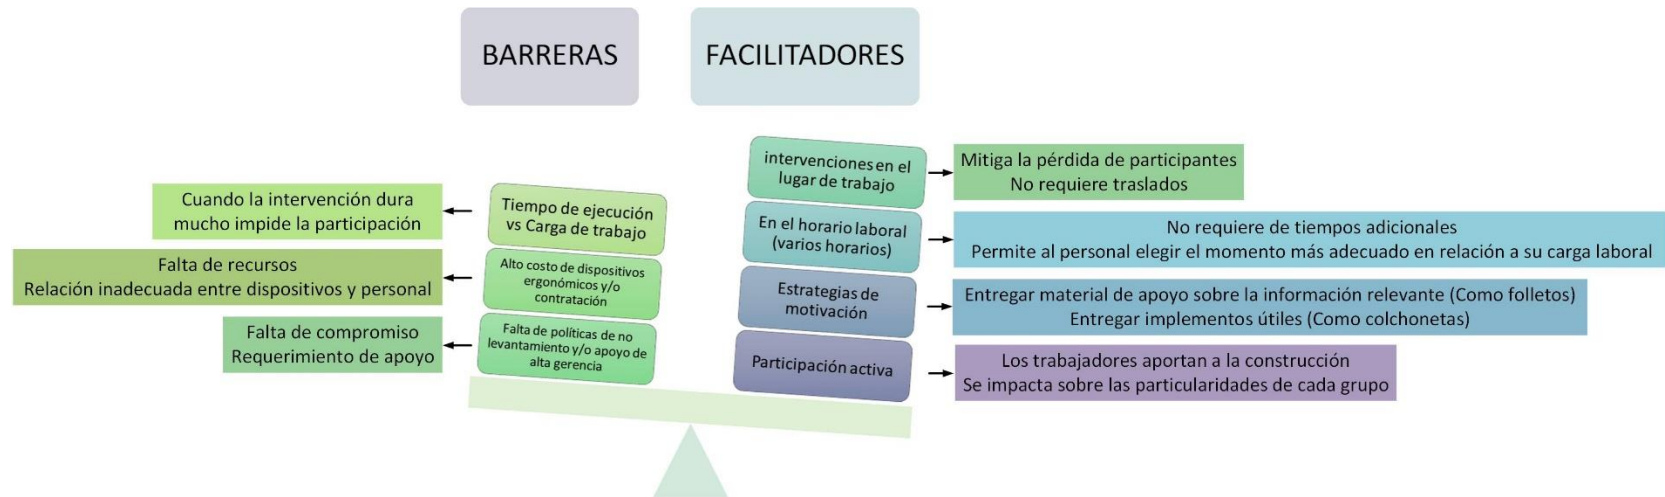 BARRERAS
FACILITADORES
Cuando la intervención dura
mucho impide la participación
Tiempo de ejecución
vs Carga de trabajo
Falta de recursos
Relación inadecuada entre dispositivos y personal
Alto costo de dispositivos
ergonómicos y/o
contratación
Falta de compromiso
Requerimiento de apoyo
Falta de políticas de no
levantamiento y/o apoyo de
alta gerencia
intervenciones en el
lugar de trabajo
Mitiga la pérdida de participantes
No requiere traslados
En el horario laboral
(varios horarios)
No requiere de tiempos adicionales
Permite al personal elegir el momento más adecuado en relación a su carga laboral
Estrategias de
motivación
Entregar material de apoyo sobre la información relevante (Como folletos)
Entregar implementos útiles (Como colchonetas)
Participación activa
Los trabajadores aportan a la construcción
Se impacta sobre las particularidades de cada grupo